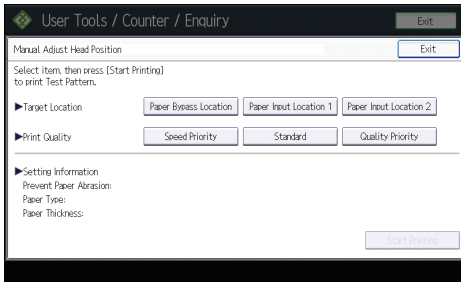 User Tools / Counter / Enquiry Exit
Manual Adjust Head Position Exit
Select item, then press [Start Printing]
to print Test Pattern.
▶Target Location Paper Bypass Location Paper Input Location 1 Paper Input Location 2
▶Print Quality Speed Priority Standard Quality Priority
▶Setting Information
Prevent Paper Abrasion:
Paper Type:
Paper Thickness:
Start Printing